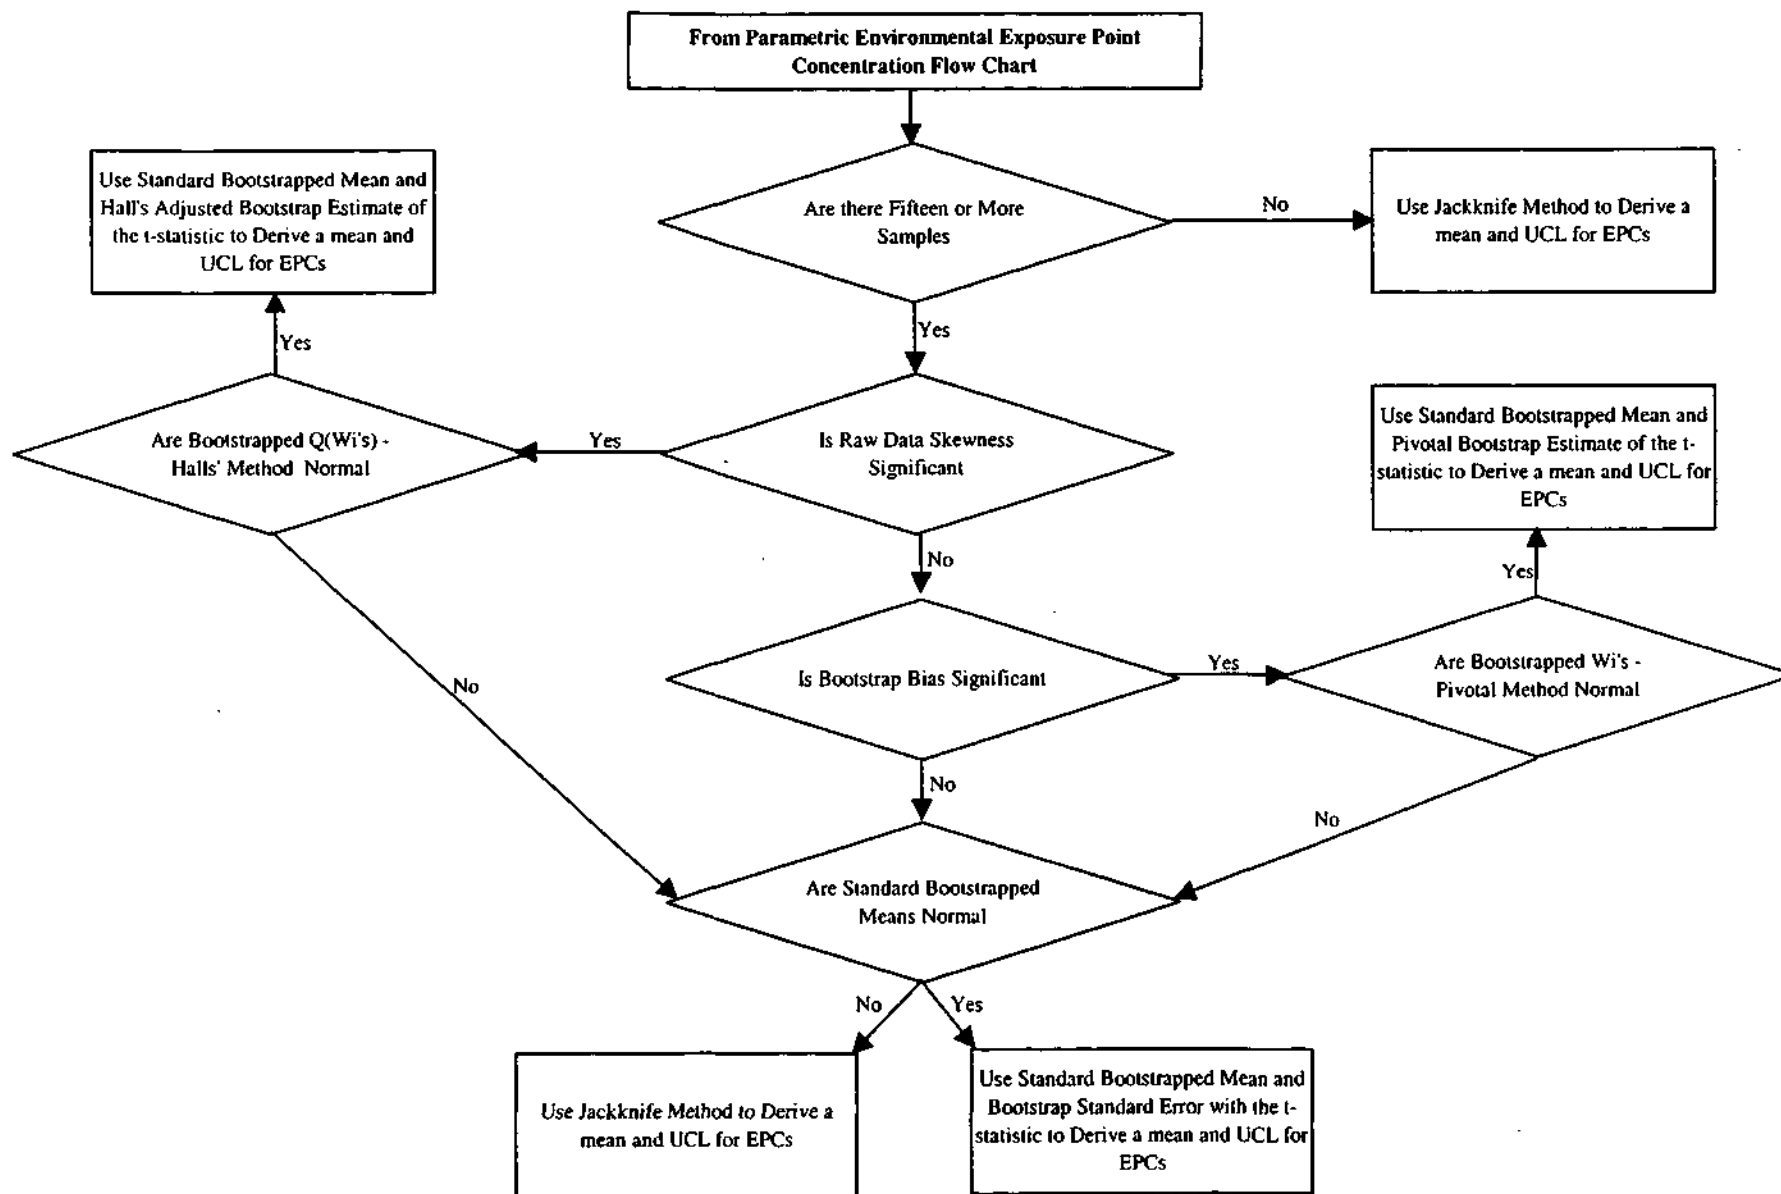 From Parametric Environmental Exposure Point
Concentration Flow Chart
Use Standard Bootstrapped Mean and
Hall's Adjusted Bootstrap Estimate of
the t-statistic to Derive a mean and
UCL for EPCs
Are there Fifteen or More
Samples
No
Use Jackknife Method to Derive a
mean and UCL for EPCs
Yes
Yes
Are Bootstrapped Q(Wi's) -
Halls' Method Normal
Yes
Is Raw Data Skewness
Significant
Use Standard Bootstrapped Mean and
Pivotal Bootstrap Estimate of the t-
statistic to Derive a mean and UCL for
EPCs
No
Yes
No
Is Bootstrap Bias Significant
Yes
Are Bootstrapped Wi's -
Pivotal Method Normal
No
No
Are Standard Bootstrapped
Means Normal
No
Yes
Use Jackknife Method to Derive a
mean and UCL for EPCs
Use Standard Bootstrapped Mean and
Bootstrap Standard Error with the t-
statistic to Derive a mean and UCL for
EPCs